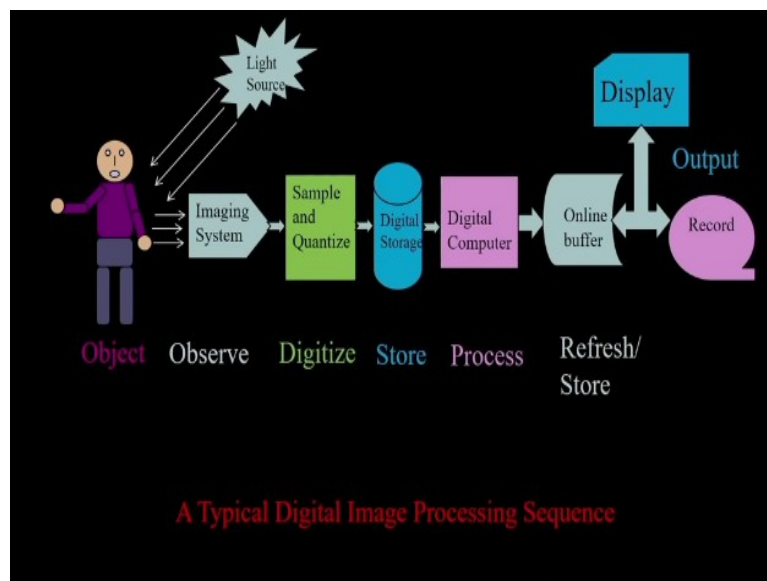 Light
Source
Display
Output
Imaging
System
Sample
and
Quantize
Digital
Storage
Digital
Computer
Online
buffer
Record
Object
Observe
Digitize
Store
Process
Refresh/
Store
A Typical Digital Image Processing Sequence